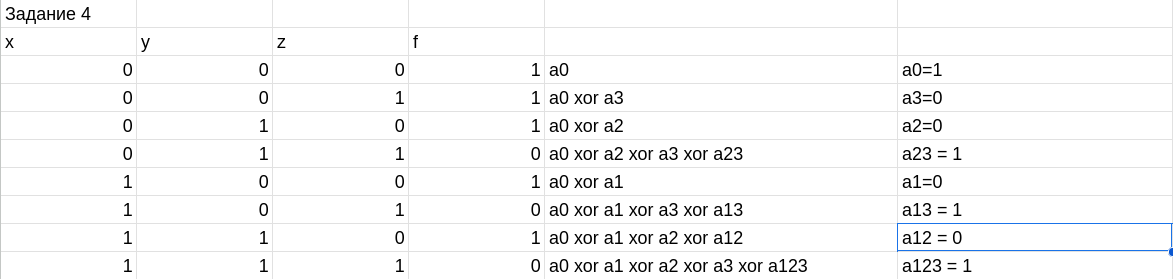 Задание 4
x y z f
0 0 0 1 a0 a0=1
0 0 1 1 a0 xor a3 a3=0
0 1 0 1 a0 xor a2 a2=0
0 1 1 0 a0 xor a2 xor a3 xor a23 a23 = 1
1 0 0 1 a0 xor a1 a1=0
1 0 1 0 a0 xor a1 xor a3 xor a13 a13 = 1
1 1 0 1 a0 xor a1 xor a2 xor a12 a12 = 0
1 1 1 0 a0 xor a1 xor a2 xor a3 xor a123 a123 = 1